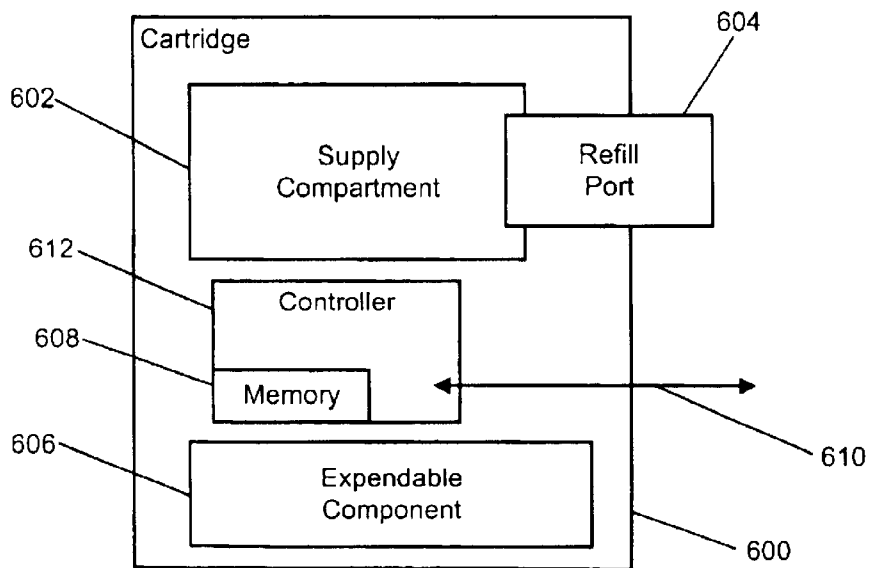 Cartridge
604
602
Supply
Compartment
Refill
Port
612
Controller
608
Memory
606
610
Expendable
Component
600